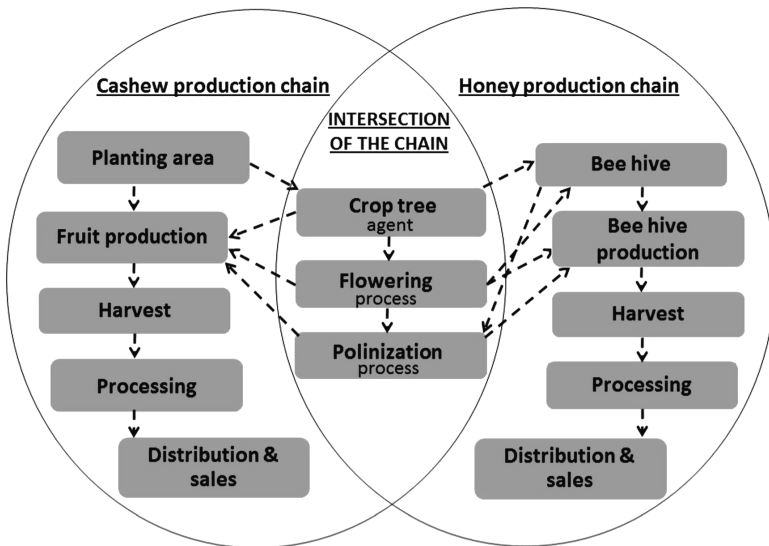 Cashew production chain
Planting area
Fruit production
Harvest
Processing
Distribution &
sales
INTERSECTION
OF THE CHAIN
Crop tree
agent
Flowering
process
Polinization
process
Honey production chain
Bee hive
Bee hive
production
Harvest
Processing
Distribution &
sales